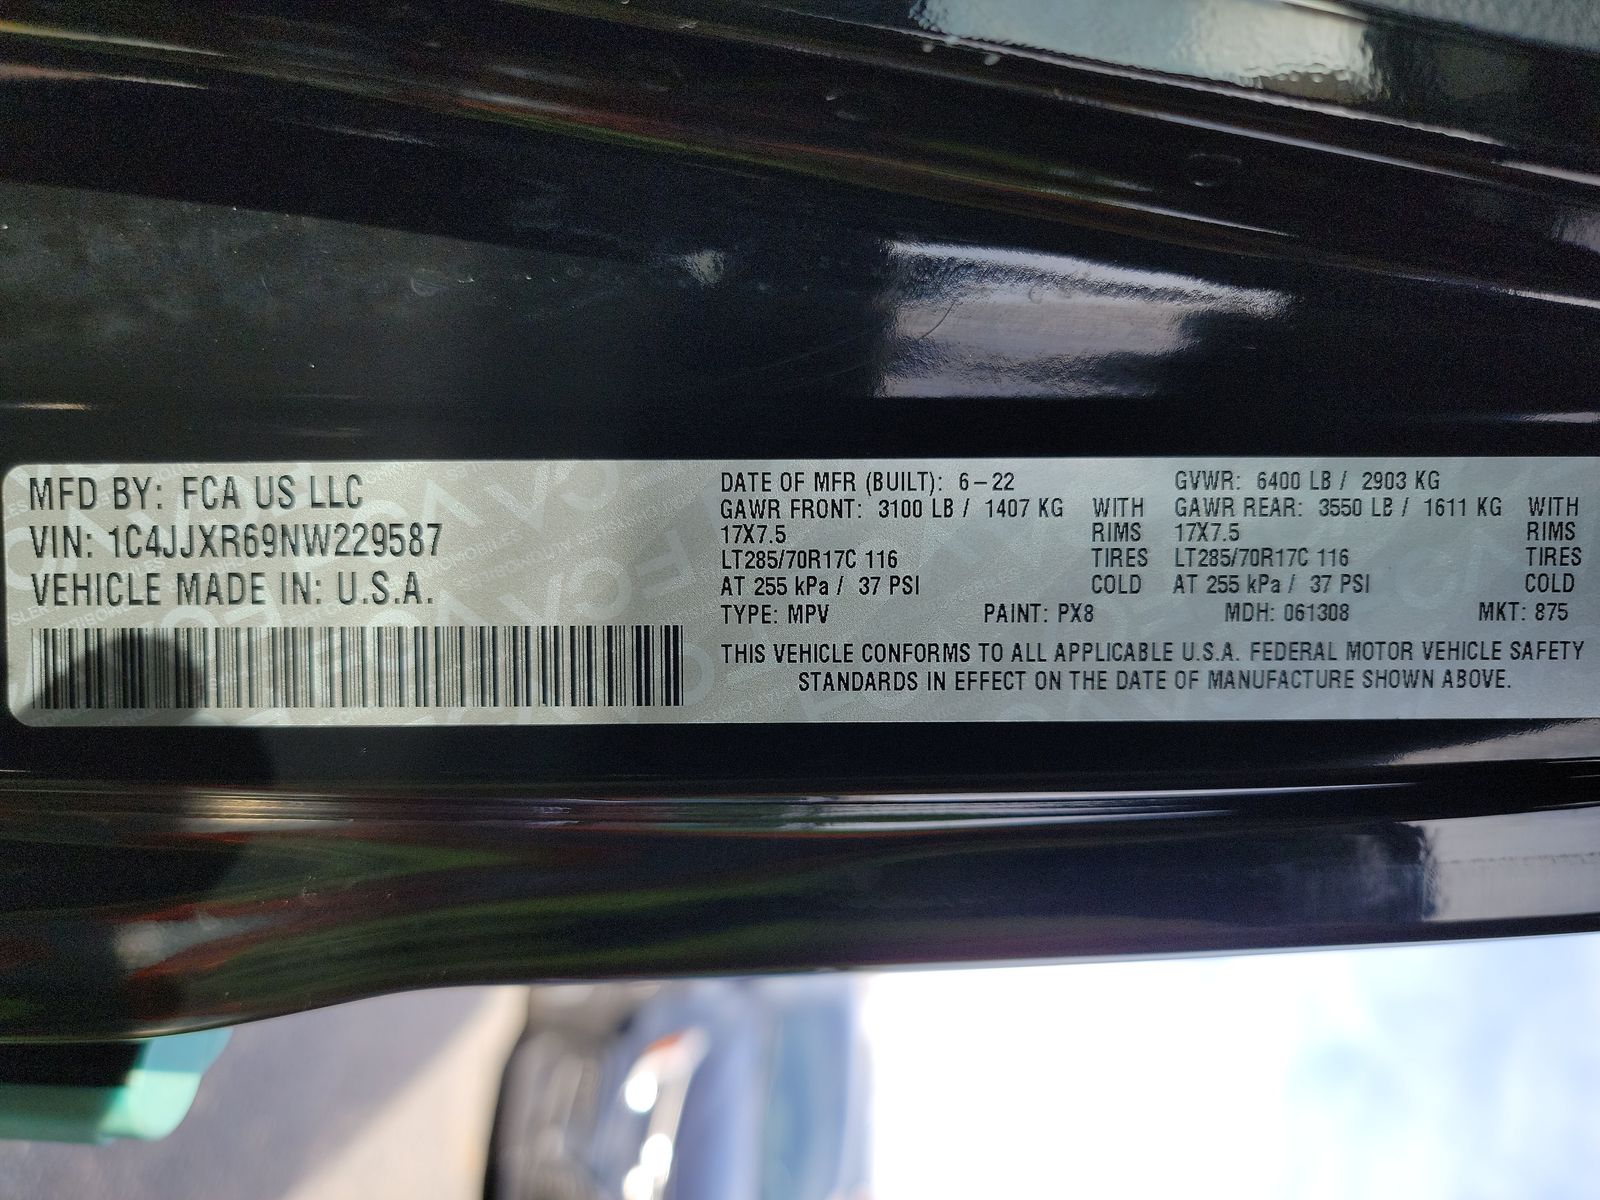 MFD BY: FCA US LLC
VIN: 1C4JJXR69NW229587
VEHICLE MADE IN: U.S.A.
DATE OF MFR (BUILT): 6-22 GVWR: 6400 LB / 2903 KG
GAWR FRONT: 3100 LB / 1407 KG WITH GAWR REAR: 3550 LB / 1611 KG WITH
17X7.5 RIMS 17X7.5 RIMS
LT285/70R17C 116 TIRES LT285/70R17C 116 TIRES
AT 255 kPa / 37 PSI COLD AT 255 kPa / 37 PSI COLD
TYPE: MPV PAINT: PX8 MDH: 061308 MKT: 875
THIS VEHICLE CONFORMS TO ALL APPLICABLE U.S.A. FEDERAL MOTOR VEHICLE SAFETY
STANDARDS IN EFFECT ON THE DATE OF MANUFACTURE SHOWN ABOVE.